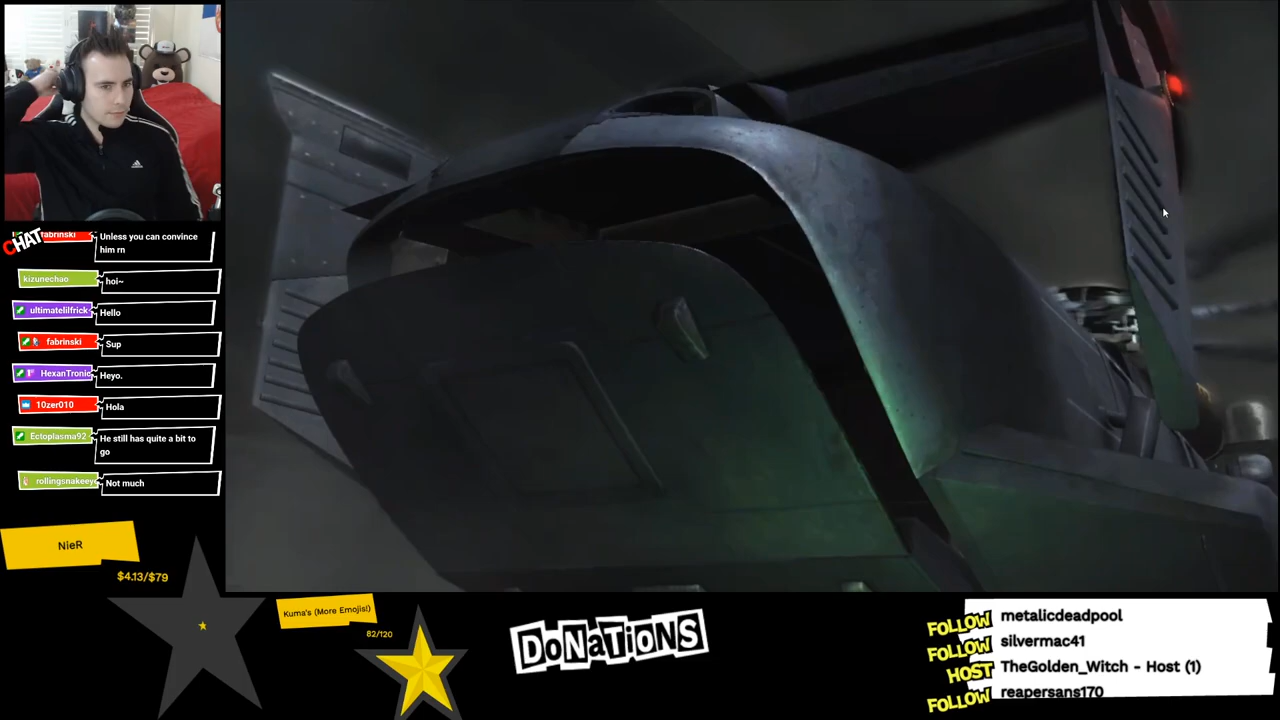 CHAT
fabrinski
Unless you can convince
him rn
kizunechao
hoi~
ultimatelilfrick
Hello
fabrinski
Sup
HexanTronic
Heyo.
10zer010
Hola
Ectoplasma92
He still has quite a bit to
go
Not much
NieR
$4.13/$79
Kuma's (More Emojis!)
82/120
DoNaTiONS
FOLLOW metalicdeadpool
FOLLOW silvermac41
HOST TheGolden_Witch - Host (1)
FOLLOW reapersans170